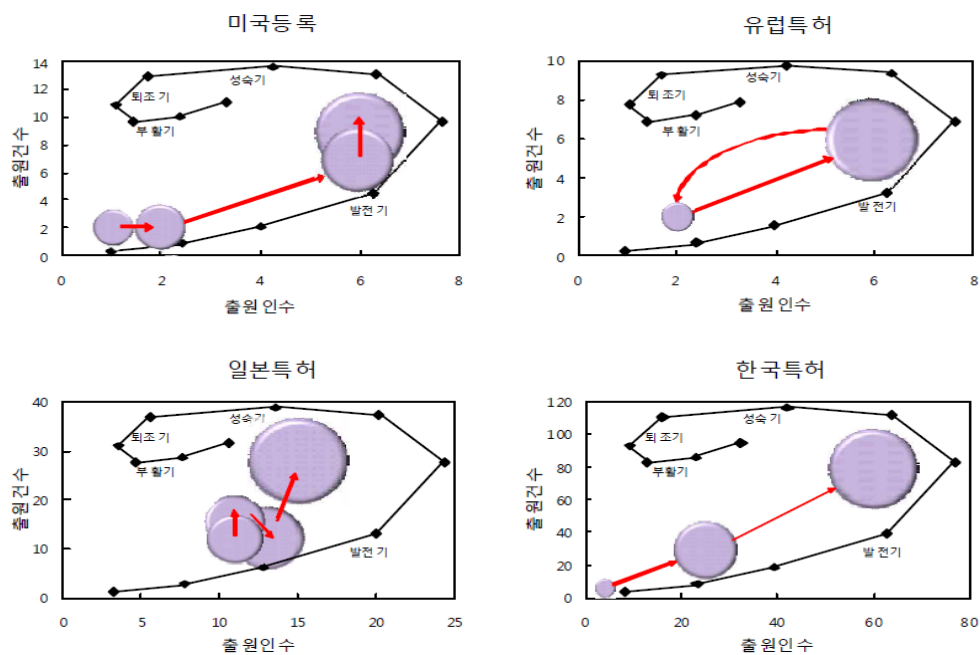 미국등록
유럽특허
14
12
10
8
6
4
2
0
출원건수
성숙기
퇴조기
부활기
발전기
0 2 4 6 8
출원인수
10
8
6
4
2
0
출원건수
성숙기
퇴조기
부활기
발전기
0 2 4 6 8
출원인수
일본특허
한국특허
40
30
20
10
0
출원건수
성숙기
퇴조기
부활기
발전기
0 5 10 15 20 25
출원인수
120
100
80
60
40
20
0
출원건수
성숙기
퇴조기
부활기
발전기
0 20 40 60 80
출원인수